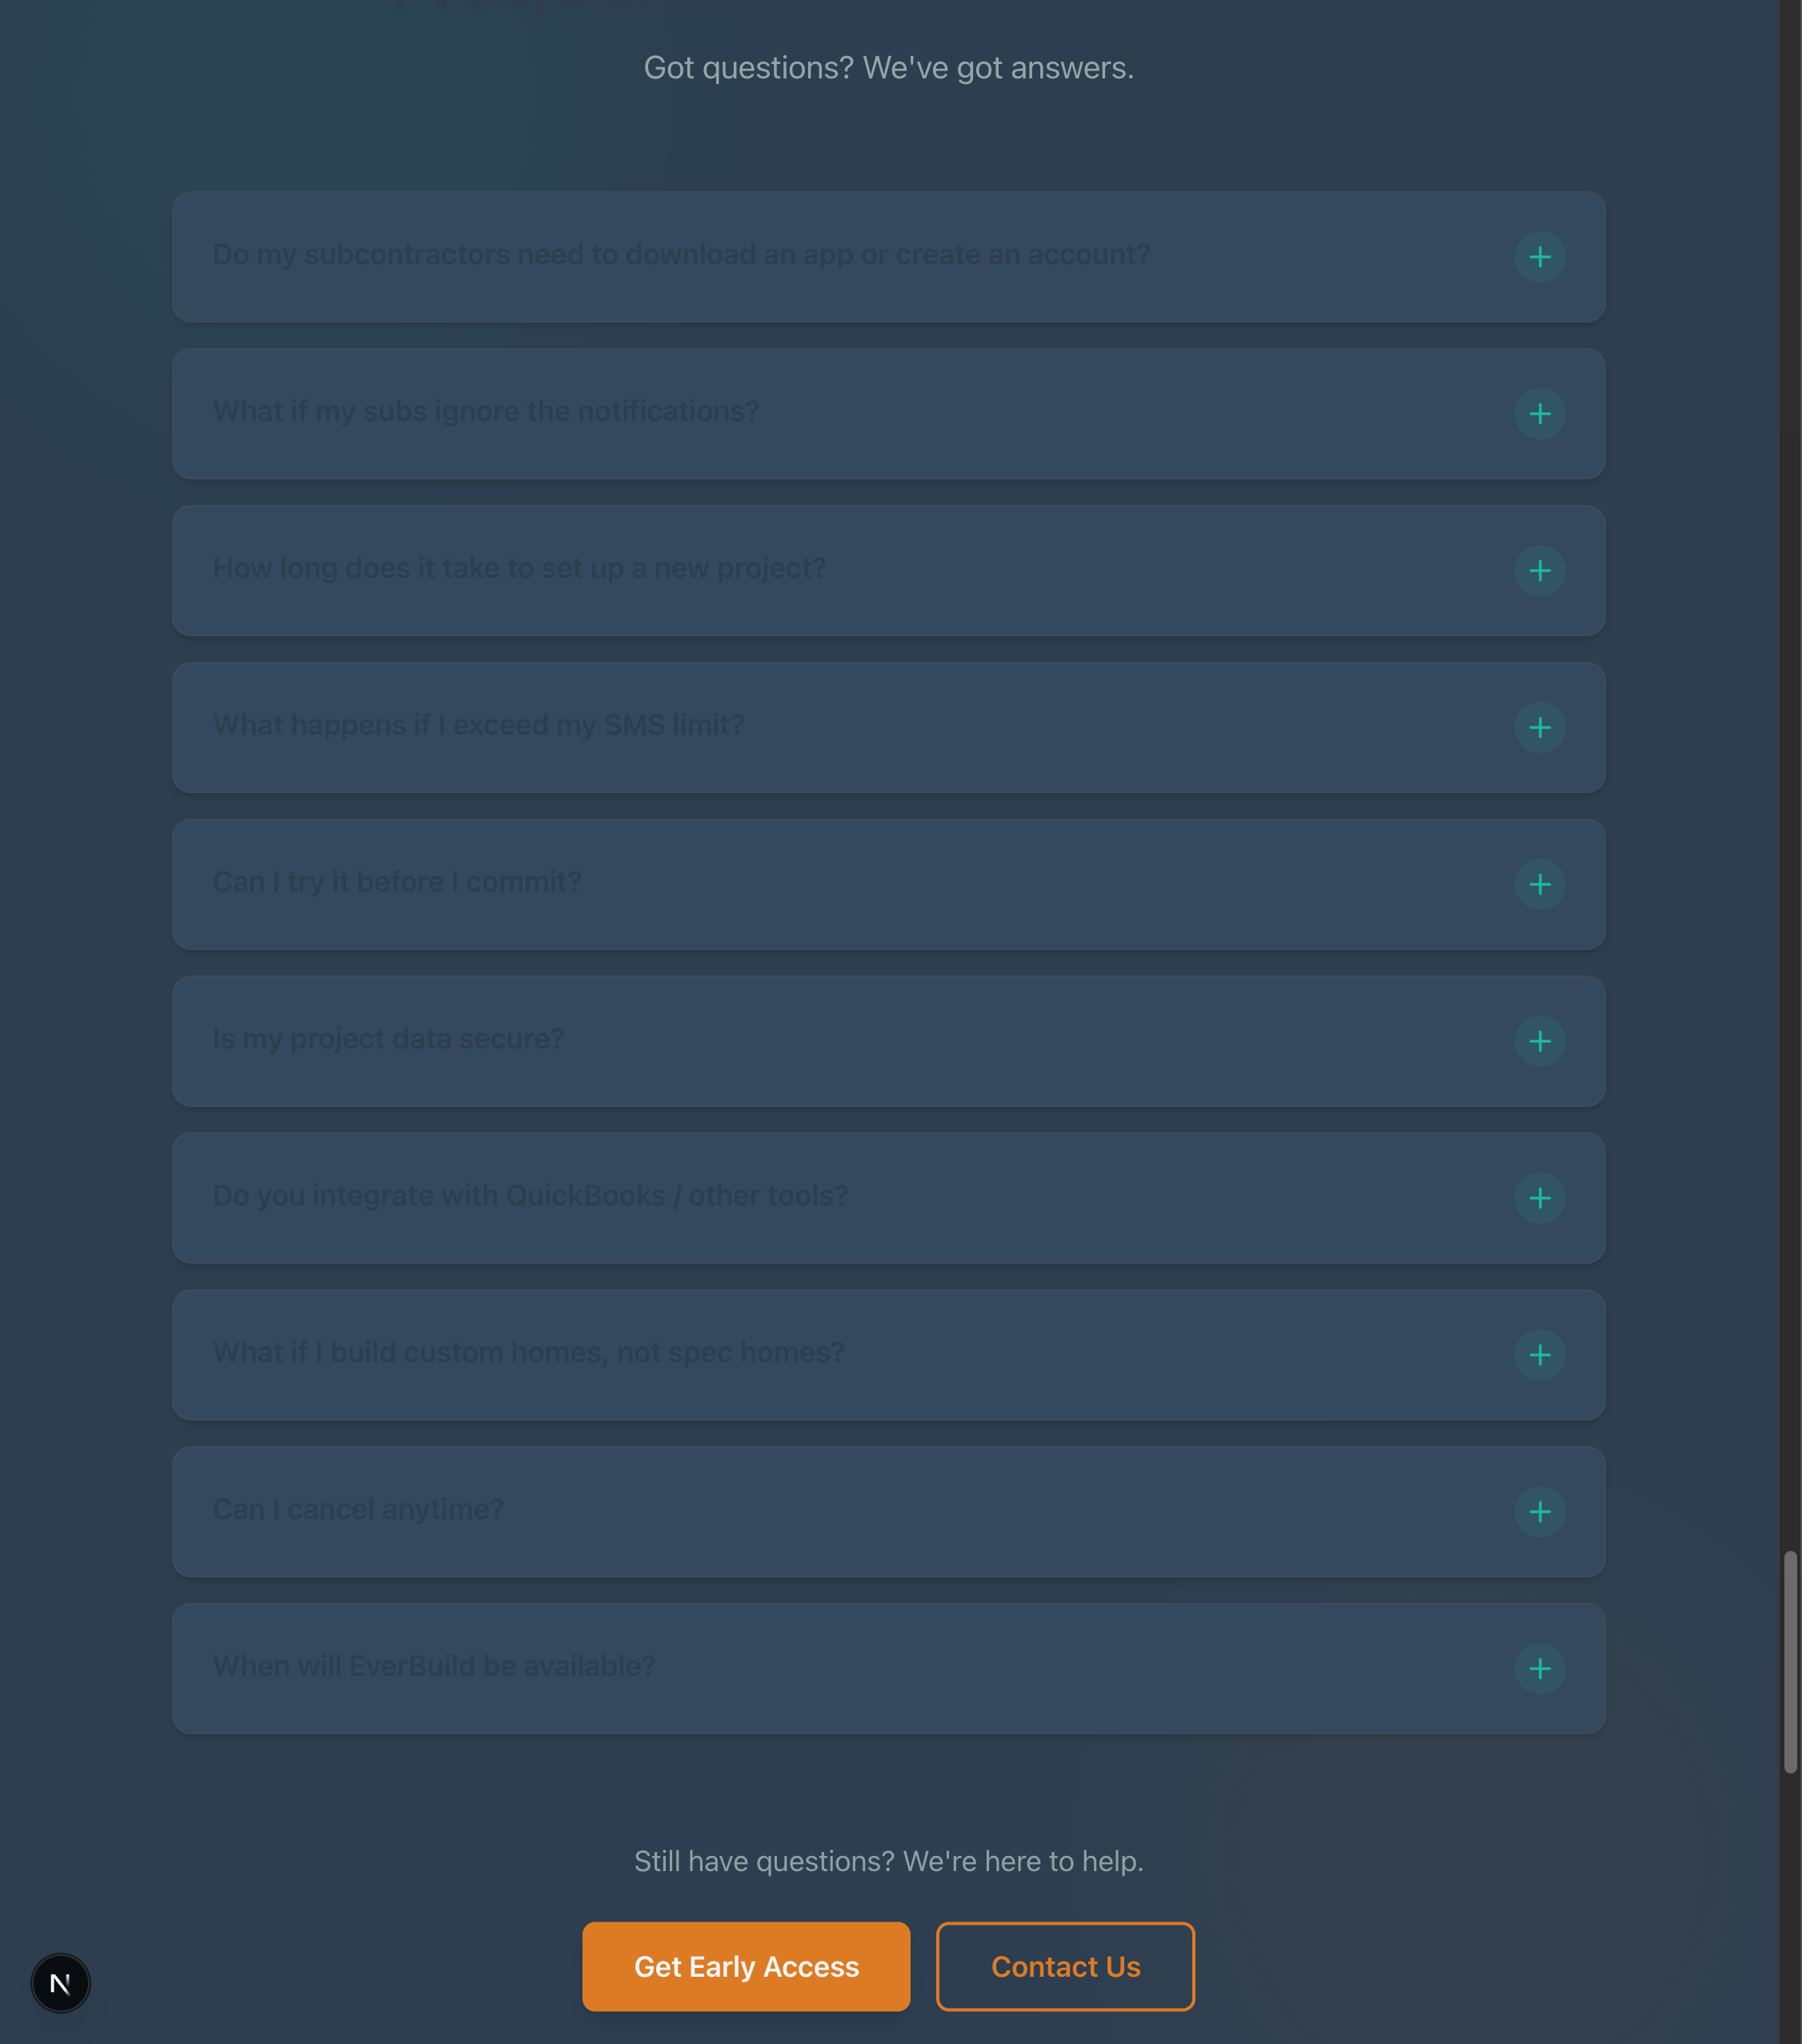 Got questions? We've got answers.
Do my subcontractors need to download an app or create an account?
What if my subs ignore the notifications?
How long does it take to set up a new project?
What happens if I exceed my SMS limit?
Can I try it before I commit?
Is my project data secure?
Do you integrate with QuickBooks / other tools?
What if I build custom homes, not spec homes?
Can I cancel anytime?
When will EverBuild be available?
Still have questions? We're here to help.
Get Early Access
Contact Us
N